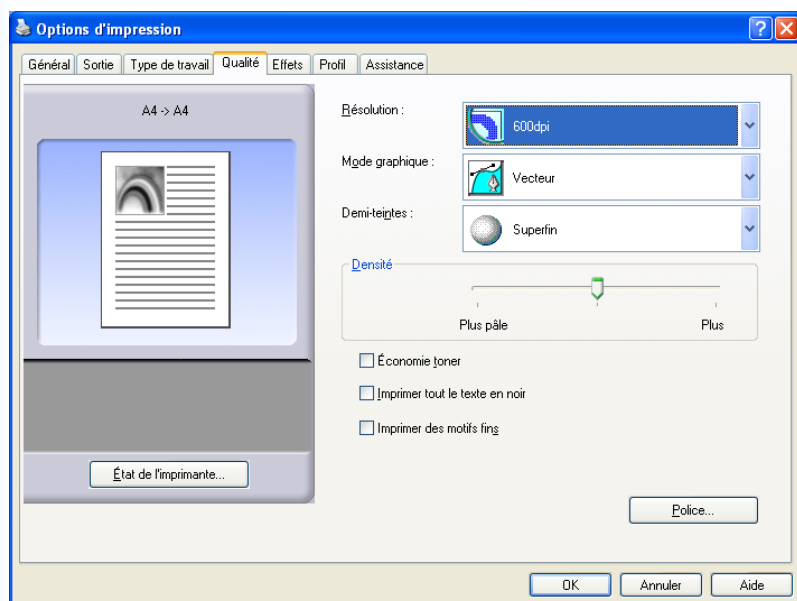 Options d'impression
Général Sortie Type de travail Qualité Effets Profil Assistance
A4 -> A4
État de l'imprimante...
Résolution :
600dpi
Mode graphique :
Vecteur
Demi-teintes :
Superfin
Densité
Plus pâle Plus
Économie toner
Imprimer tout le texte en noir
Imprimer des motifs fins
Police...
OK Annuler Aide